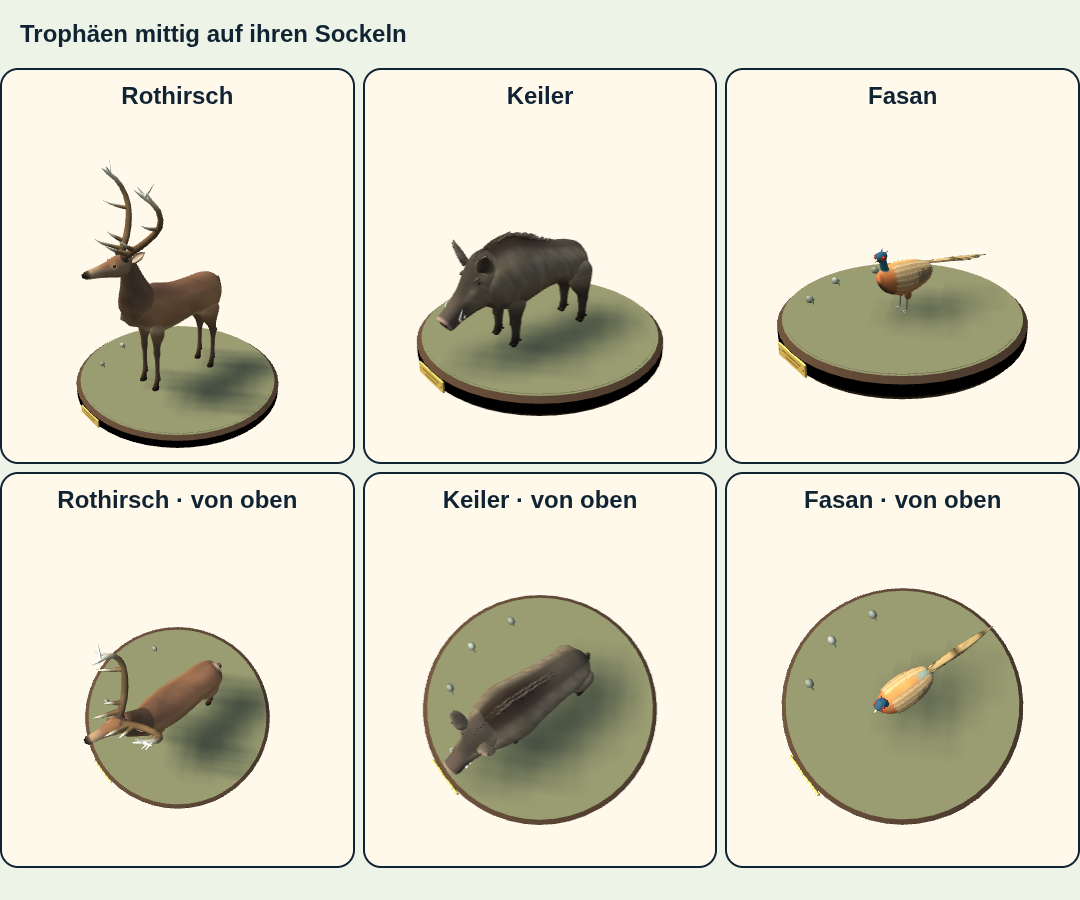 Trophäen mittig auf ihren Sockeln
Rothirsch
Keiler
Fasan
Rothirsch · von oben
Keiler · von oben
Fasan · von oben